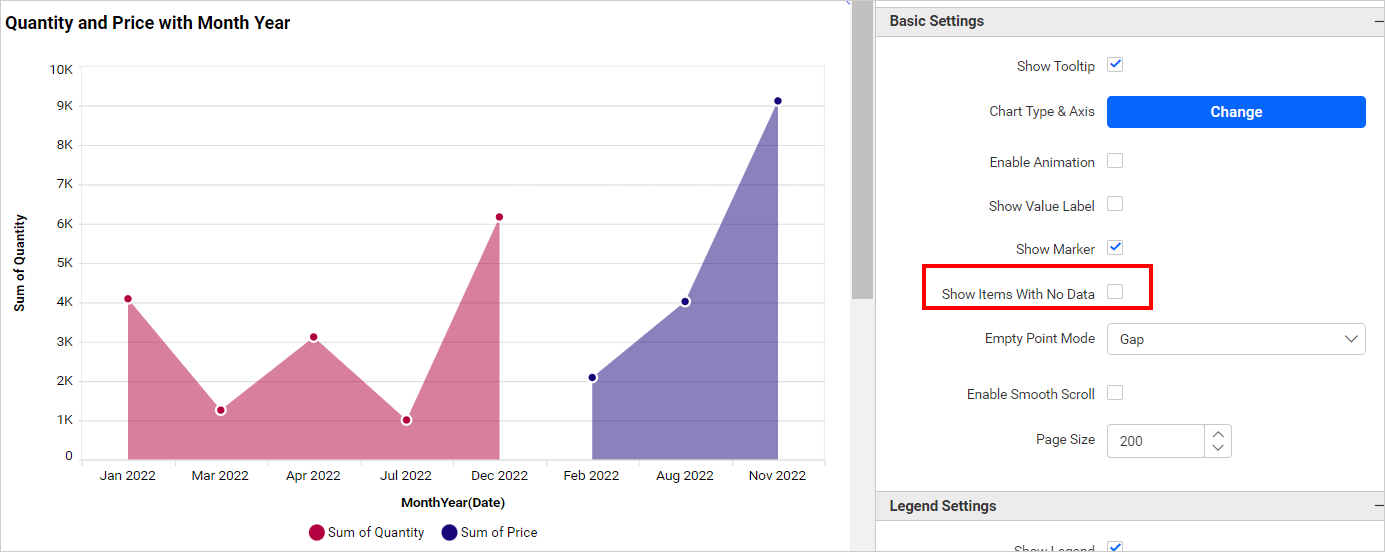 Quantity and Price with Month Year
10K
9K
8K
7K
6K
5K
4K
3K
2K
1K
0
Sum of Quantity
Jan 2022 Mar 2022 Apr 2022 Jul 2022 Dec 2022 Feb 2022 Aug 2022 Nov 2022
MonthYear(Date)
Sum of Quantity Sum of Price
Basic Settings
Show Tooltip
Chart Type & Axis Change
Enable Animation
Show Value Label
Show Marker
Show Items With No Data
Empty Point Mode Gap
Enable Smooth Scroll
Page Size 200
Legend Settings
Show Legend